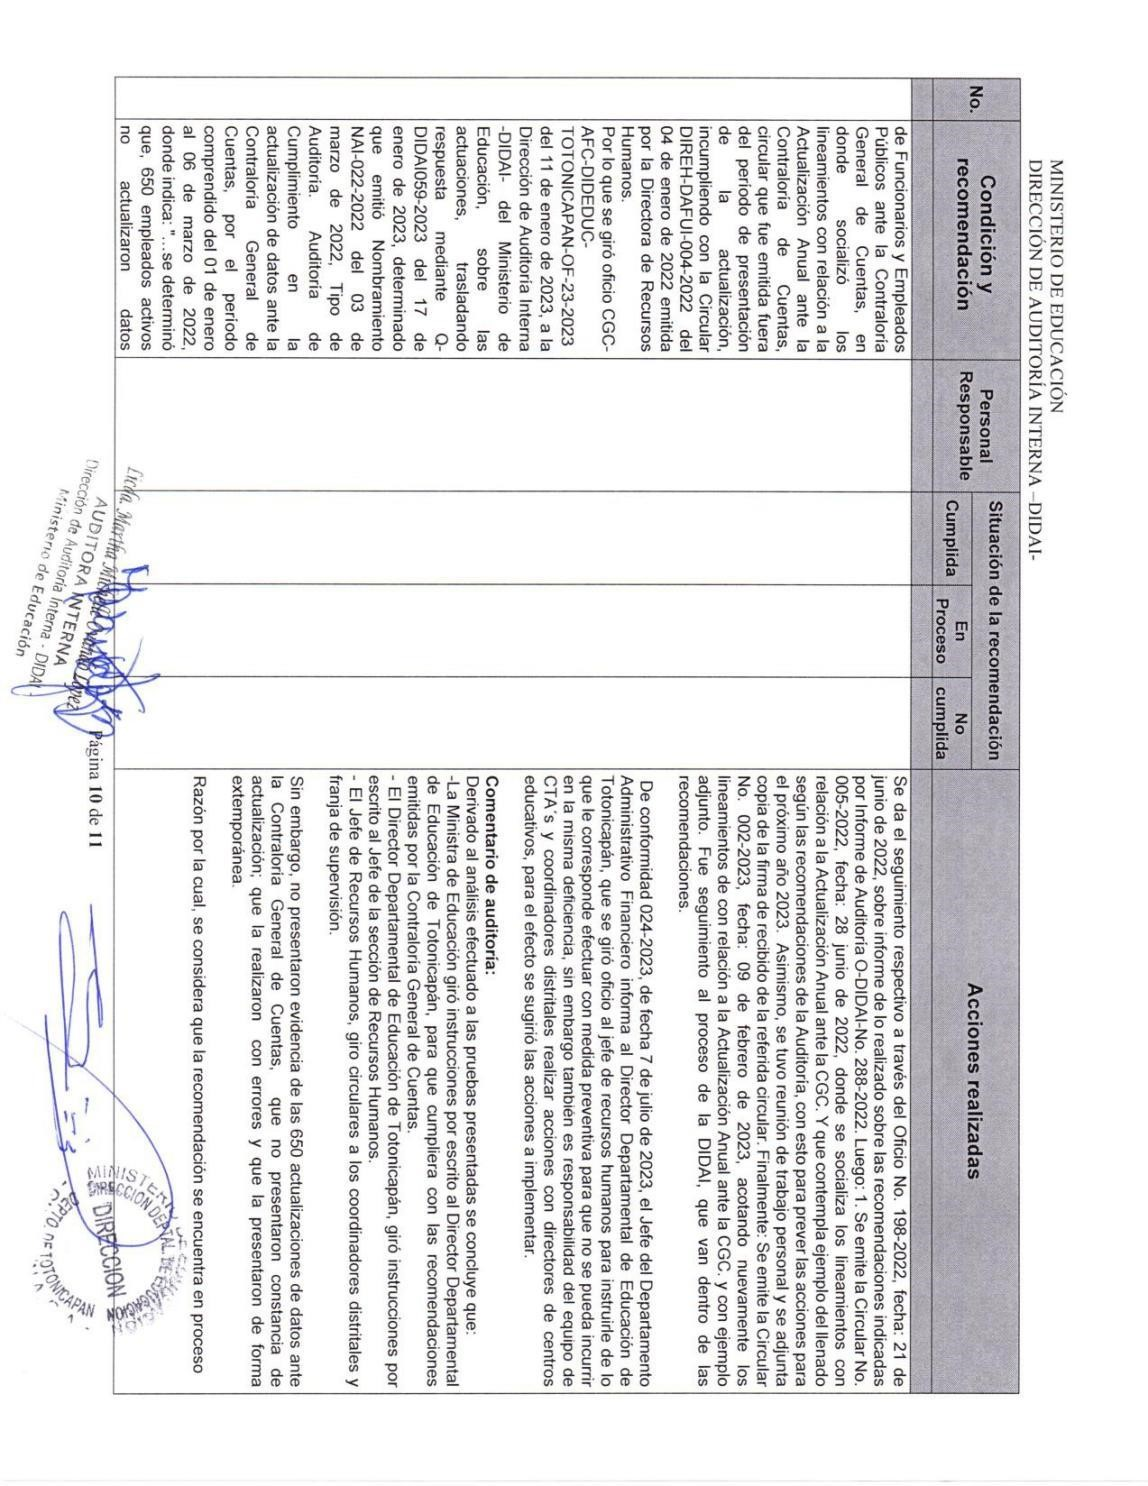 MINISTERIO DE EDUCACIÓN
DIRECCIÓN DE AUDITORÍA INTERNA –DIDAI-
No.
Condición y
recomendación
Personal
Responsable
Situación de la recomendación
Cumplida
En
Proceso
No
cumplida
Acciones realizadas
de Funcionarios y Empleados
Públicos ante la Contraloría
General de Cuentas, en
donde socializó los
lineamientos con relación a la
Actualización Anual ante la
Contraloría de Cuentas,
circular que fue emitida fuera
del periodo de presentación
de la actualización,
incumpliendo con la Circular
DIREH-DAFUI-004-2022 del
04 de enero de 2022 emitida
por la Directora de Recursos
Humanos.
Por lo que se giró oficio CGC-
AFC-DIDEDUC-
TOTONICAPAN-OF-23-2023
del 11 de enero de 2023, a la
Dirección de Auditoría Interna
-DIDAI- del Ministerio de
Educación, sobre las
actuaciones, trasladando
respuesta mediante Q-
DIDAI059-2023 del 17 de
enero de 2023, determinado
que emitió Nombramiento
NAI-022-2022 del 03 de
marzo de 2022, Tipo de
Auditoria. Auditoria de
Cumplimiento en la
actualización de datos ante la
Contraloría General de
Cuentas, por el período
comprendido del 01 de enero
al 06 de marzo de 2022,
donde indica: "....se determinó
que, 650 empleados activos
no actualizaron datos
Se da el seguimiento respectivo a través del Oficio No. 198-2022, fecha: 21 de
junio de 2022, sobre informe de lo realizado sobre las recomendaciones indicadas
por Informe de Auditoria O-DIDAI-No. 288-2022. Luego: 1. Se emite la Circular No.
005-2022, fecha: 28 junio de 2022, donde se socializa los lineamientos con
relación a la Actualización Anual ante la CGC. Y que contempla ejemplo del llenado
según las recomendaciones de la Auditoria, con esto para prever las acciones para
el próximo año 2023. Asimismo, se tuvo reunión de trabajo personal y se adjunta
copia de la firma de recibido de la referida circular. Finalmente: Se emite la Circular
No. 002-2023, fecha: 09 de febrero de 2023, acotando nuevamente los
lineamientos de con relación a la Actualización Anual ante la CGC. y con ejemplo
adjunto. Fue seguimiento al proceso de la DIDAI, que van dentro de las
recomendaciones.
De conformidad 024-2023, de fecha 7 de julio de 2023, el Jefe del Departamento
Administrativo Financiero informa al Director Departamental de Educación de
Totonicapán, que se giró oficio al jefe de recursos humanos para instruirle de lo
que le corresponde efectuar con medida preventiva para que no se pueda incurrir
en la misma deficiencia, sin embargo también es responsabilidad del equipo de
CTA´s y coordinadores distritales realizar acciones con directores de centros
educativos, para el efecto se sugirió las acciones a implementar.
Comentario de auditoría:
Derivado al análisis efectuado a las pruebas presentadas se concluye que:
-La Ministra de Educación giró instrucciones por escrito al Director Departamental
de Educación de Totonicapán, para que cumpliera con las recomendaciones
emitidas por la Contraloría General de Cuentas.
- El Director Departamental de Educación de Totonicapán, giró instrucciones por
escrito al Jefe de la sección de Recursos Humanos.
- El Jefe de Recursos Humanos, giro circulares a los coordinadores distritales y
franja de supervisión.
Sin embargo, no presentaron evidencia de las 650 actualizaciones de datos ante
la Contraloría General de Cuentas, que no presentaron constancia de
actualización; que la realizaron con errores y que la presentaron de forma
extemporánea.
Razón por la cual, se considera que la recomendación se encuentra en proceso
Licda. Martha
López
AUDITORA INTERNA
Dirección de Auditoría Interna - DIDAI -
Ministerio de Educación
Página 10 de 11
DIRECCION
DEPTO. DE TOTONICAPAN